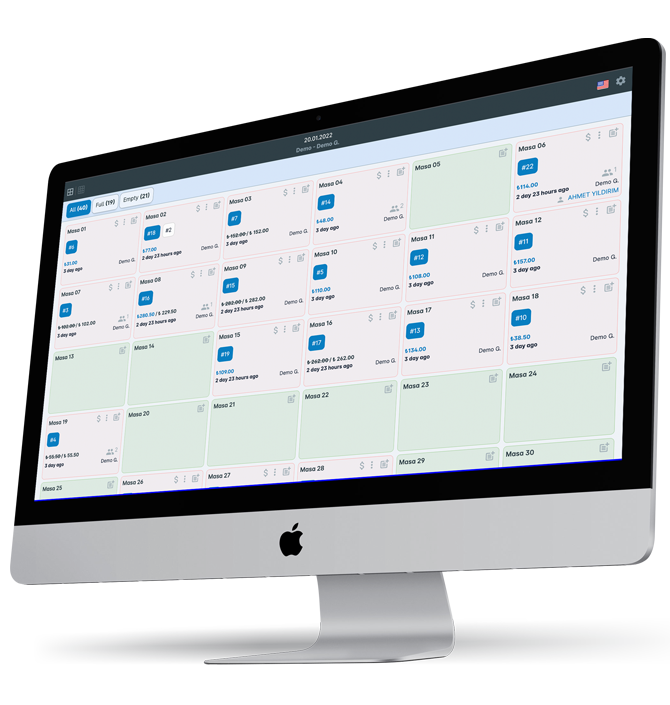 20.01.2022
Demo - Demo G.
All (40) Full (19) Empty (21)
Masa 01
#6
₺31.00
3 day ago
Demo G.
Masa 02
#18 #2
₺77.00
2 day 23 hours ago
Demo G.
Masa 03
#7
₺ 152.00 / ₺ 152.00
3 day ago
Demo G.
Masa 04
#14
₺48.00
2
3 day ago
Demo G.
Masa 05
Masa 06
#22
₺114.00
1
2 day 23 hours ago
Demo G.
AHMET YILDIRIM
Masa 07
#3
₺ 102.00 / ₺ 102.00
1
3 day ago
Demo G.
Masa 08
#16
₺280.50 / ₺ 229.50
1
2 day 23 hours ago
Demo G.
Masa 09
#15
₺ 282.00 / ₺ 282.00
2 day 23 hours ago
Demo G.
Masa 10
#5
₺110.00
3 day ago
Demo G.
Masa 11
#12
₺108.00
3 day ago
Demo G.
Masa 12
#11
₺157.00
3 day ago
Demo G.
Masa 13
Masa 14
Masa 15
#19
₺109.00
2 day 23 hours ago
Demo G.
Masa 16
#17
₺ 262.00 / ₺ 262.00
2 day 23 hours ago
Demo G.
Masa 17
#13
₺134.00
3 day ago
Demo G.
Masa 18
#10
₺38.50
3 day ago
Demo G.
Masa 19
#4
₺ 55.50 / ₺ 55.50
2
3 day ago
Demo G.
Masa 20
Masa 21
Masa 22
Masa 23
Masa 24
Masa 25
Masa 26
Masa 27
Masa 28
Masa 29
Masa 30